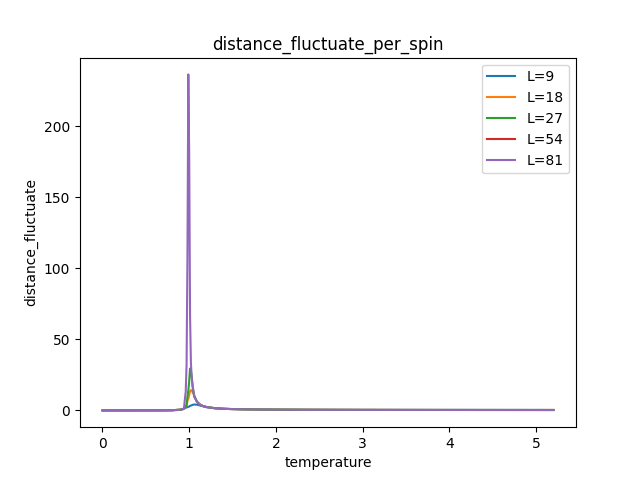 distance_fluctuate_per_spin
L=9
L=18
L=27
L=54
L=81
distance_fluctuate
200
150
100
50
0
0 1 2 3 4 5
temperature